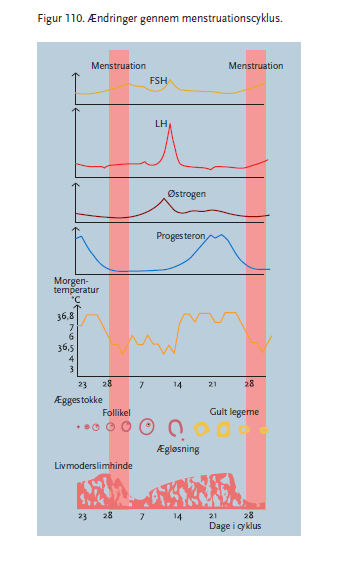 Figur 110. Ændringer gennem menstruationscyklus.
Menstruation
Menstruation
FSH
LH
Østrogen
Progesteron
Morgen-
temperatur
°C
36,8
7
6
36,5
4
3
23 28 7 14 21 28
Æggestokke
Follikel
Gult legeme
Ægløsning
Livmoderslimhinde
23 28 7 14 21 28
Dage i cyklus